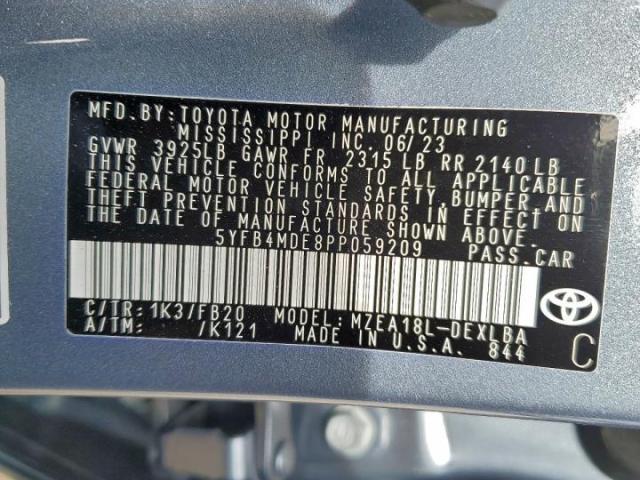 MFD.BY:TOYOTA MOTOR MANUFACTURING
MISSISSIPPI INC. 06/23
GVWR 3925LB GAWR FR 2315 LB RR 2140 LB
THIS VEHICLE CONFORMS TO ALL APPLICABLE
FEDERAL MOTOR VEHICLE SAFETY,BUMPER AND
THEFT PREVENTION STANDARDS IN EFFECT ON
THE DATE OF MANUFACTURE SHOWN ABOVE.
5YFB4MDE8PP059209 PASS.CAR
C/TR:1K3/FB20 MODEL:MZEA18L-DEXLBA
A/TM: /K121 MADE IN U.S.A. 844
C